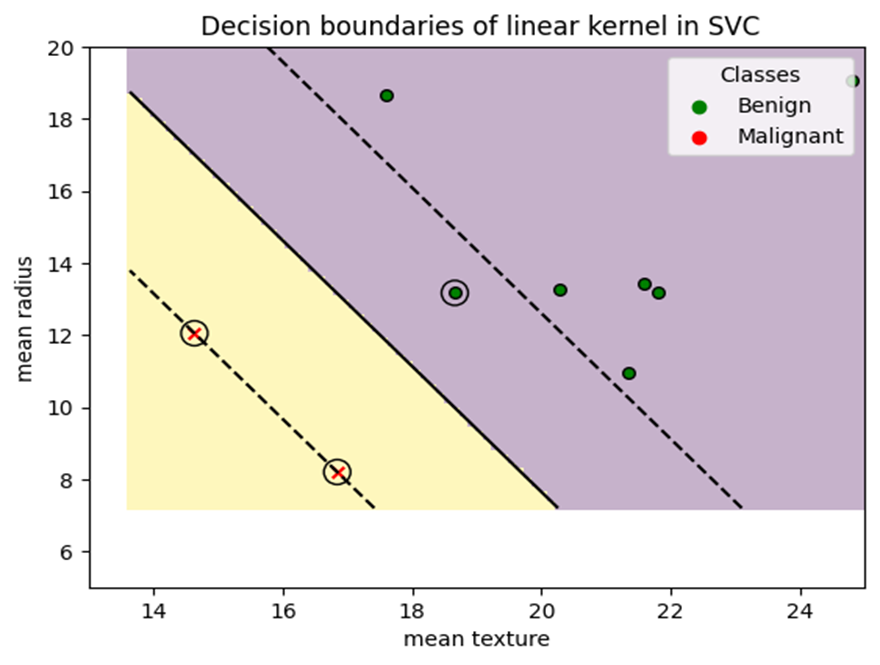 Decision boundaries of linear kernel in SVC
20
18
16
14
12
10
8
6
mean radius
Classes
Benign
Malignant
14 16 18 20 22 24
mean texture